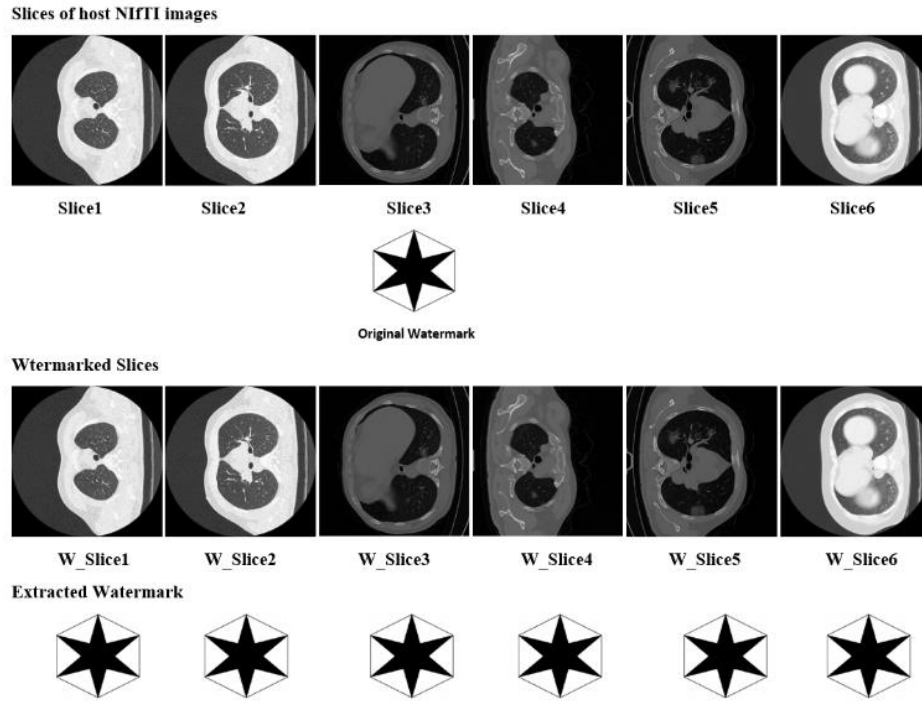 Slices of host NIfTI images
Slice1 Slice2 Slice3 Slice4 Slice5 Slice6
Original Watermark
Wtermarked Slices
W_Slice1 W_Slice2 W_Slice3 W_Slice4 W_Slice5 W_Slice6
Extracted Watermark